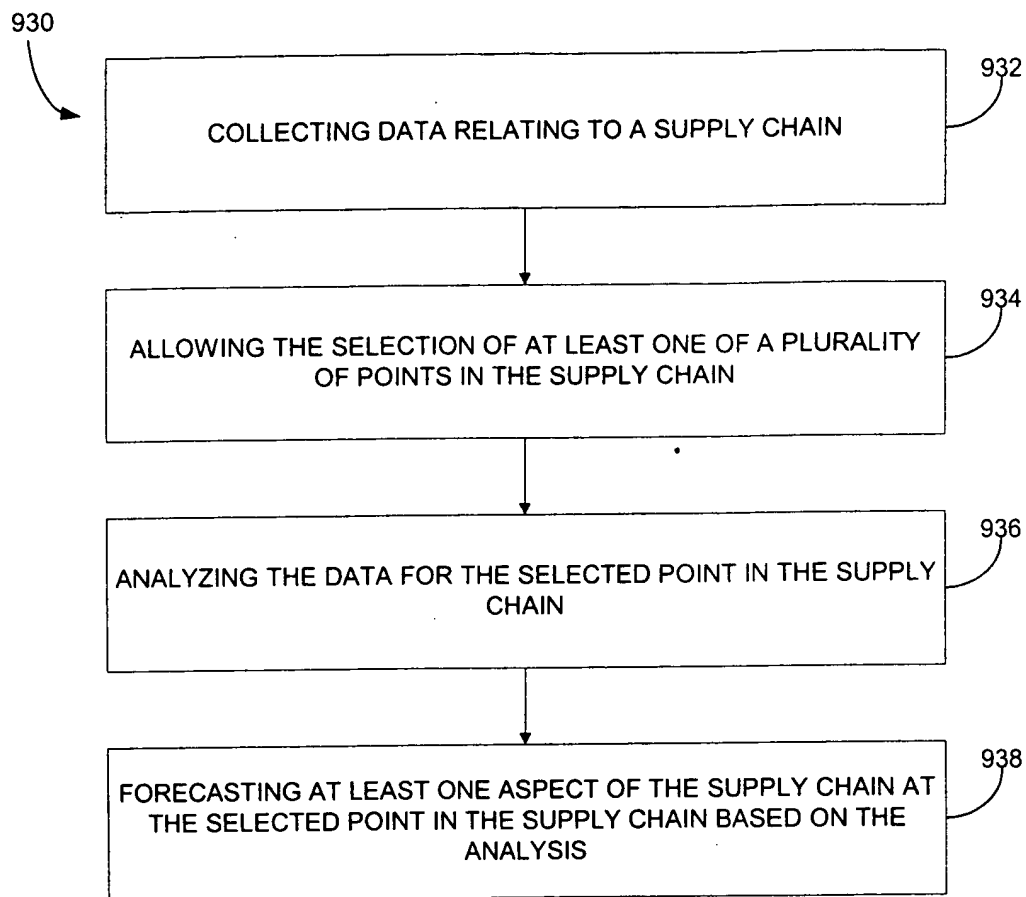 930
932
COLLECTING DATA RELATING TO A SUPPLY CHAIN
934
ALLOWING THE SELECTION OF AT LEAST ONE OF A PLURALITY
OF POINTS IN THE SUPPLY CHAIN
936
ANALYZING THE DATA FOR THE SELECTED POINT IN THE SUPPLY
CHAIN
938
FORECASTING AT LEAST ONE ASPECT OF THE SUPPLY CHAIN AT
THE SELECTED POINT IN THE SUPPLY CHAIN BASED ON THE
ANALYSIS